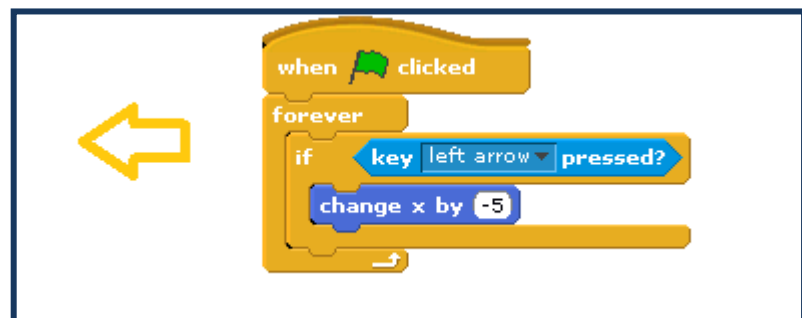 when clicked
forever
if key left arrow pressed?
change x by -5